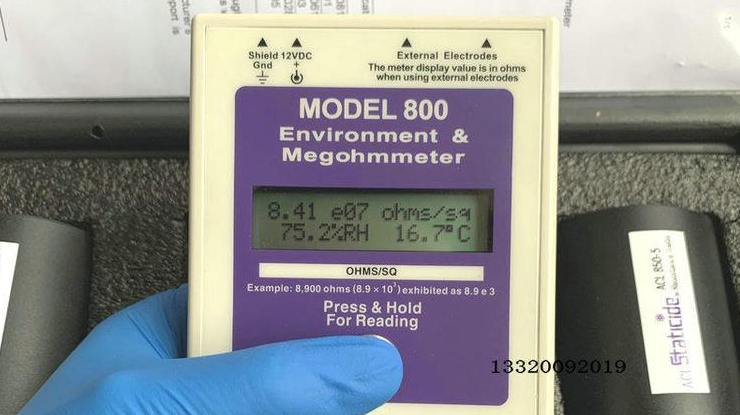 Shield 12VDC
Gnd +
External Electrodes
The meter display value is in ohms
when using external electrodes
MODEL 800
Environment &
Megohmmeter
8.41 e07 ohms/sq
75.2%RH 16.7°C
OHMS/SQ
Example: 8,900 ohms (8.9 × 10³) exhibited as 8.9 e 3
Press & Hold
For Reading
13320092019
ACL Staticide
ACL 850-5